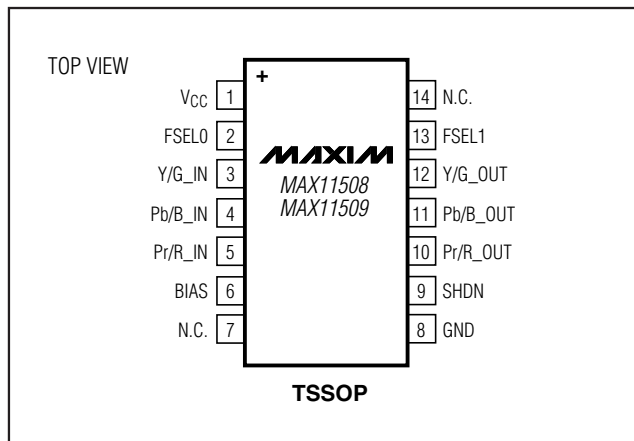 TOP VIEW
+
VCC 1
14 N.C.
FSEL0 2
13 FSEL1
MAXIM
Y/G_IN 3
12 Y/G_OUT
MAX11508
Pb/B_IN 4
11 Pb/B_OUT
MAX11509
Pr/R_IN 5
10 Pr/R_OUT
BIAS 6
9 SHDN
N.C. 7
8 GND
TSSOP